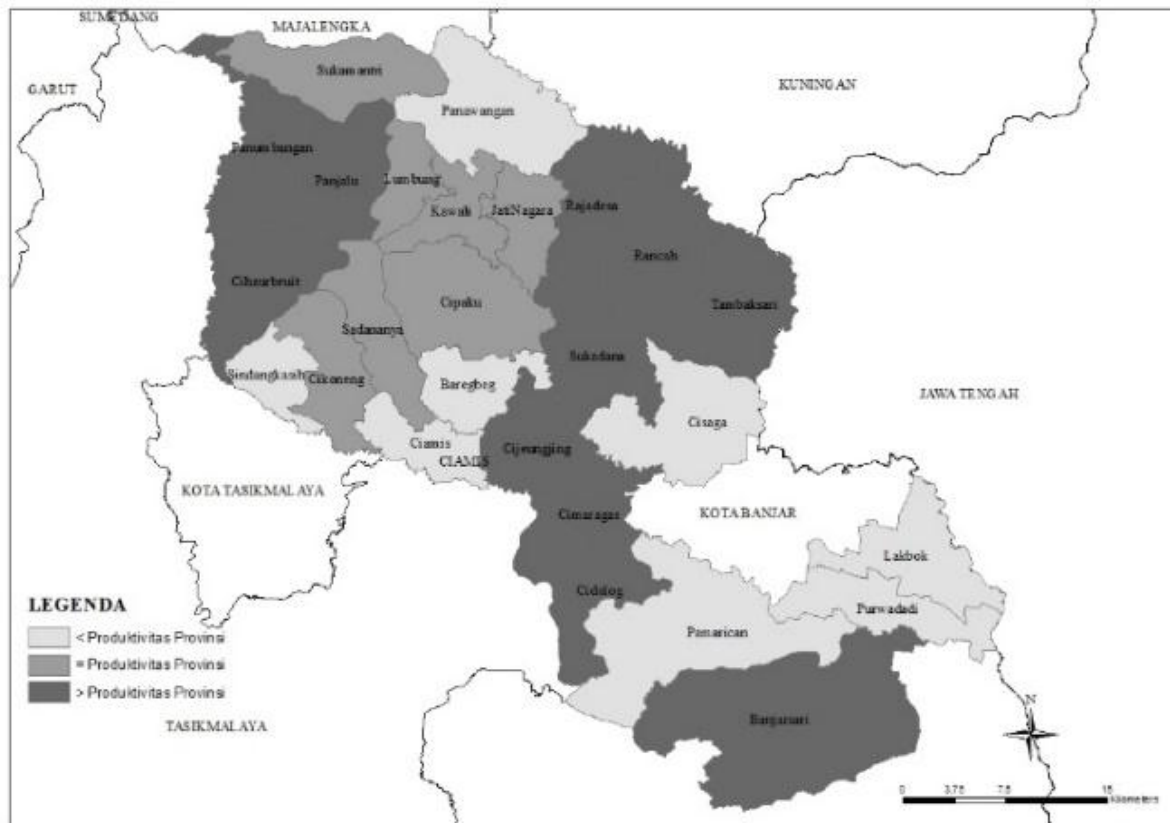 SUMEDANG
MAJALENGKA
GARUT
Sukamantri
KUNINGAN
Panawangan
Panumbungan
Panjalu
Lumbung
Kawali
JatiNagara
Rajadesa
Rancah
Tambaksari
Cihaurbruit
Cipaku
Sadananya
Sukadana
Sindangkasih
Cikoneng
Baregbeg
JAWA TENGAH
Cisaga
Ciamis
CIAMIS
Cijeungjing
KOTA TASIKMALAYA
Cimaragas
KOTA BANJAR
Lakbok
Cidolog
Purwadadi
Pamarican
LEGENDA
< Produktivitas Provinsi
= Produktivitas Provinsi
> Produktivitas Provinsi
TASIKMALAYA
Banjarsari
N
0 3,75 7,5 15
Kilometers